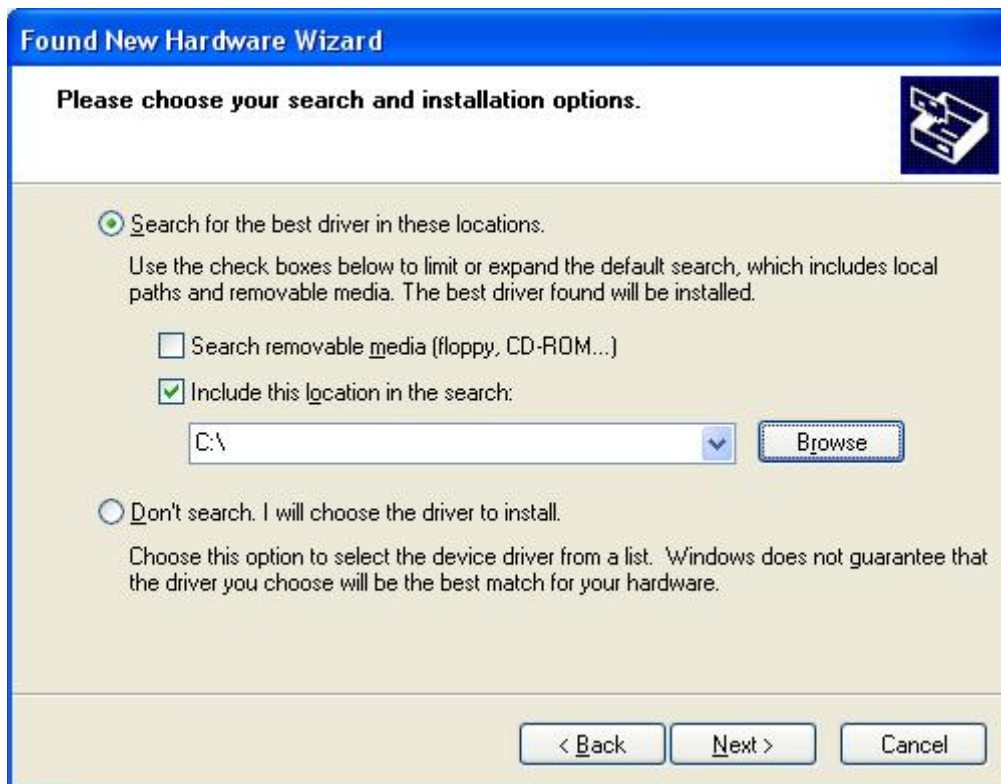 Found New Hardware Wizard
Please choose your search and installation options.
Search for the best driver in these locations.
Use the check boxes below to limit or expand the default search, which includes local
paths and removable media. The best driver found will be installed.
Search removable media (floppy, CD-ROM...)
Include this location in the search:
C:\
Browse
Don't search. I will choose the driver to install.
Choose this option to select the device driver from a list.  Windows does not guarantee that
the driver you choose will be the best match for your hardware.
< Back
Next >
Cancel